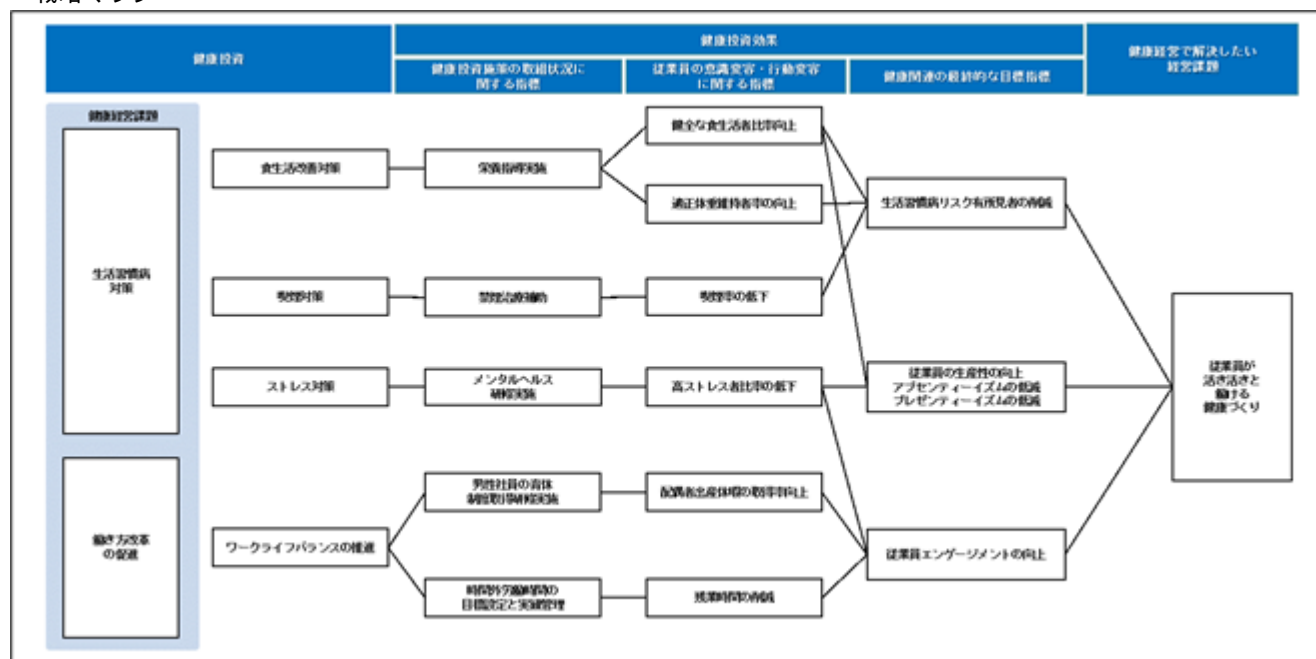 健康投資
健康投資効果
健康経営で解決したい
経営課題
健康投資施策の取組状況に
関する指標
従業員の意識変容・行動変容
に関する指標
健康関連の最終的な目標指標
健康経営課題
生活習慣病
対策
働き方改革
の促進
食生活改善対策
喫煙対策
ストレス対策
ワークライフバランスの推進
栄養指導実施
禁煙治療補助
メンタルヘルス
研修実施
男性社員の育休
制度取得研修実施
時間外労働時間の
目標設定と実績管理
健全な食生活者比率向上
適正体重維持者率の向上
喫煙率の低下
高ストレス者比率の低下
配偶者出産休暇の取得率向上
残業時間の削減
生活習慣病リスク有所見者の削減
従業員の生産性の向上
アブセンティーイズムの低減
プレゼンティーイズムの低減
従業員エンゲージメントの向上
従業員が
活き活きと
働ける
健康づくり